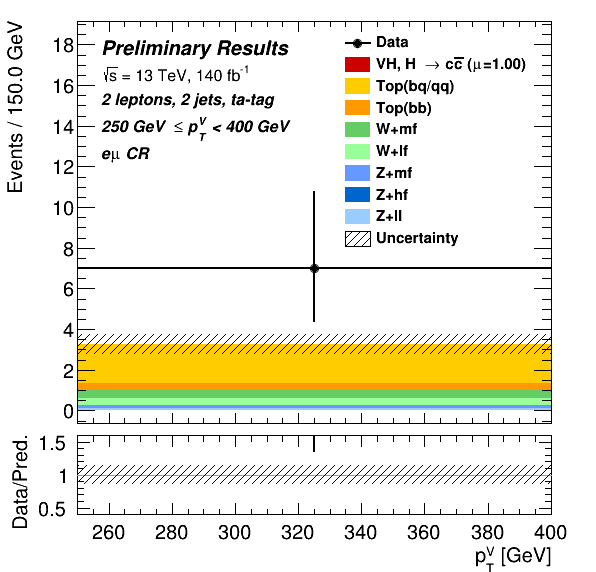 Events / 150.0 GeV
18
16
14
12
10
8
6
4
2
0
Preliminary Results
√s = 13 TeV, 140 fb⁻¹
2 leptons, 2 jets, ta-tag
250 GeV ≤ p_T^V < 400 GeV
eμ CR
Data
VH, H → cc̅ (μ=1.00)
Top(bq/qq)
Top(bb)
W+mf
W+lf
Z+mf
Z+hf
Z+ll
Uncertainty
Data/Pred.
1.5
1
0.5
260 280 300 320 340 360 380 400
p_T^V [GeV]